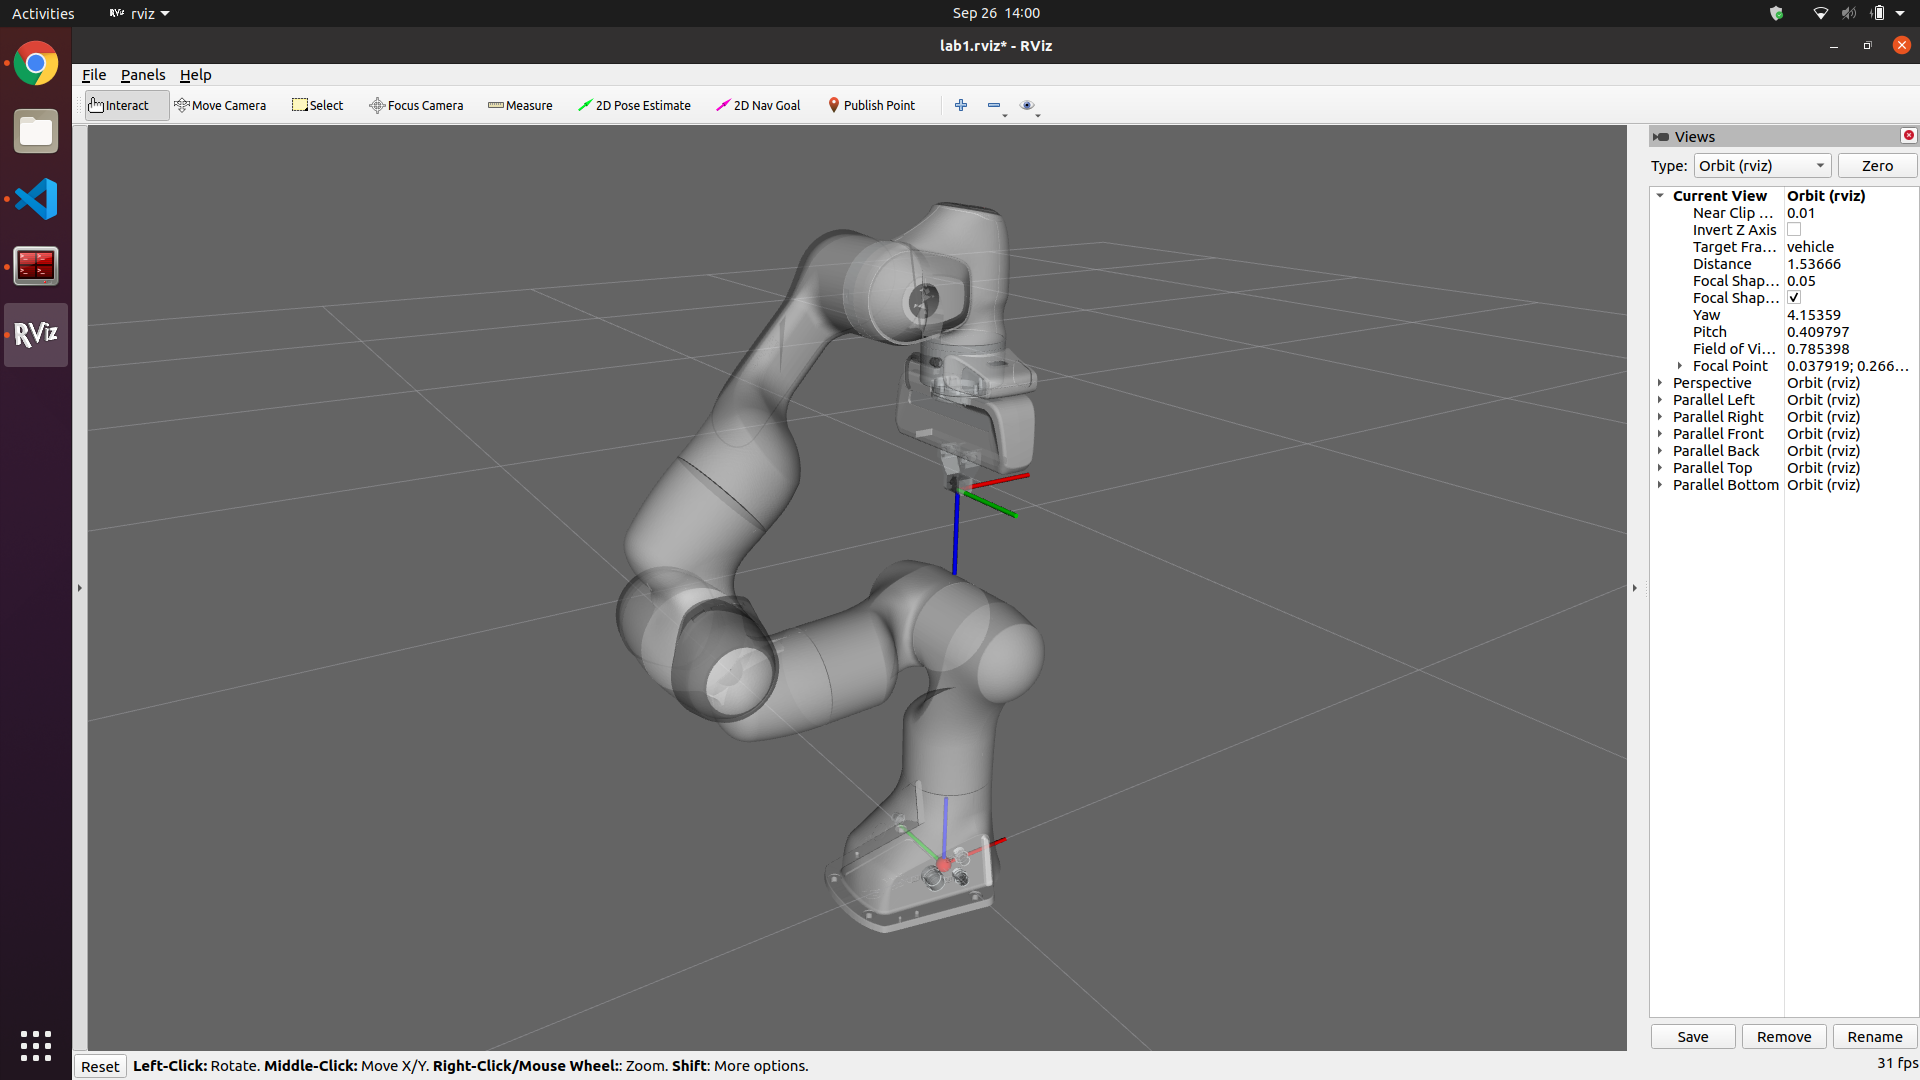 Activities RViz rviz Sep 26 14:00
lab1.rviz* - RViz
File Panels Help
Interact Move Camera Select Focus Camera Measure 2D Pose Estimate 2D Nav Goal Publish Point
Views
Type: Orbit (rviz) Zero
Current View Orbit (rviz)
Near Clip … 0.01
Invert Z Axis
Target Fra… vehicle
Distance 1.53666
Focal Shap… 0.05
Focal Shap…
Yaw 4.15359
Pitch 0.409797
Field of Vi… 0.785398
Focal Point 0.037919; 0.266…
Perspective Orbit (rviz)
Parallel Left Orbit (rviz)
Parallel Right Orbit (rviz)
Parallel Front Orbit (rviz)
Parallel Back Orbit (rviz)
Parallel Top Orbit (rviz)
Parallel Bottom Orbit (rviz)
RViz
Save Remove Rename
Reset Left-Click: Rotate. Middle-Click: Move X/Y. Right-Click/Mouse Wheel:: Zoom. Shift: More options. 31 fps